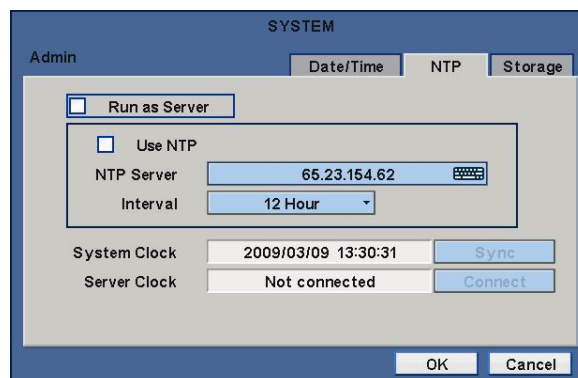 SYSTEM
Admin
Date/Time NTP Storage
Run as Server
Use NTP
NTP Server 65.23.154.62
Interval 12 Hour
System Clock 2009/03/09 13:30:31 Sync
Server Clock Not connected Connect
OK Cancel